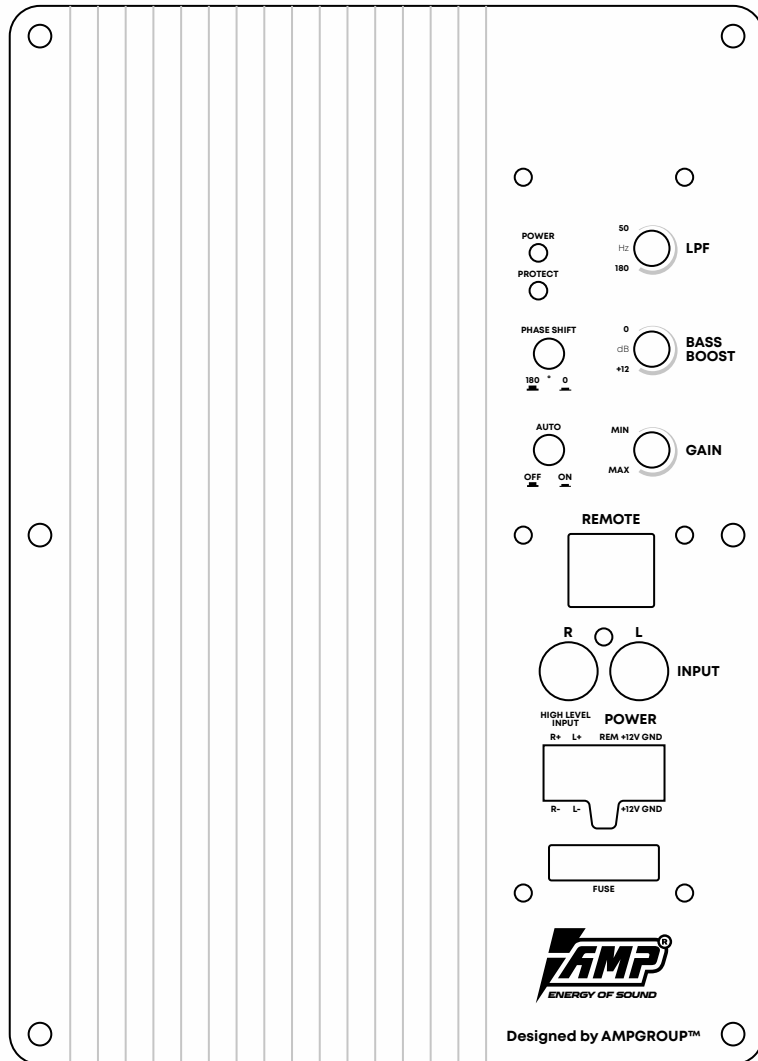 50
POWER
Hz
LPF
180
PROTECT
PHASE SHIFT
0
dB
BASS
BOOST
+12
180 ° 0
AUTO
MIN
GAIN
MAX
OFF ON
REMOTE
R L
INPUT
HIGH LEVEL
INPUT
POWER
R+ L+ REM +12V GND
R- L- +12V GND
FUSE
AMP®
ENERGY OF SOUND
Designed by AMPGROUP™